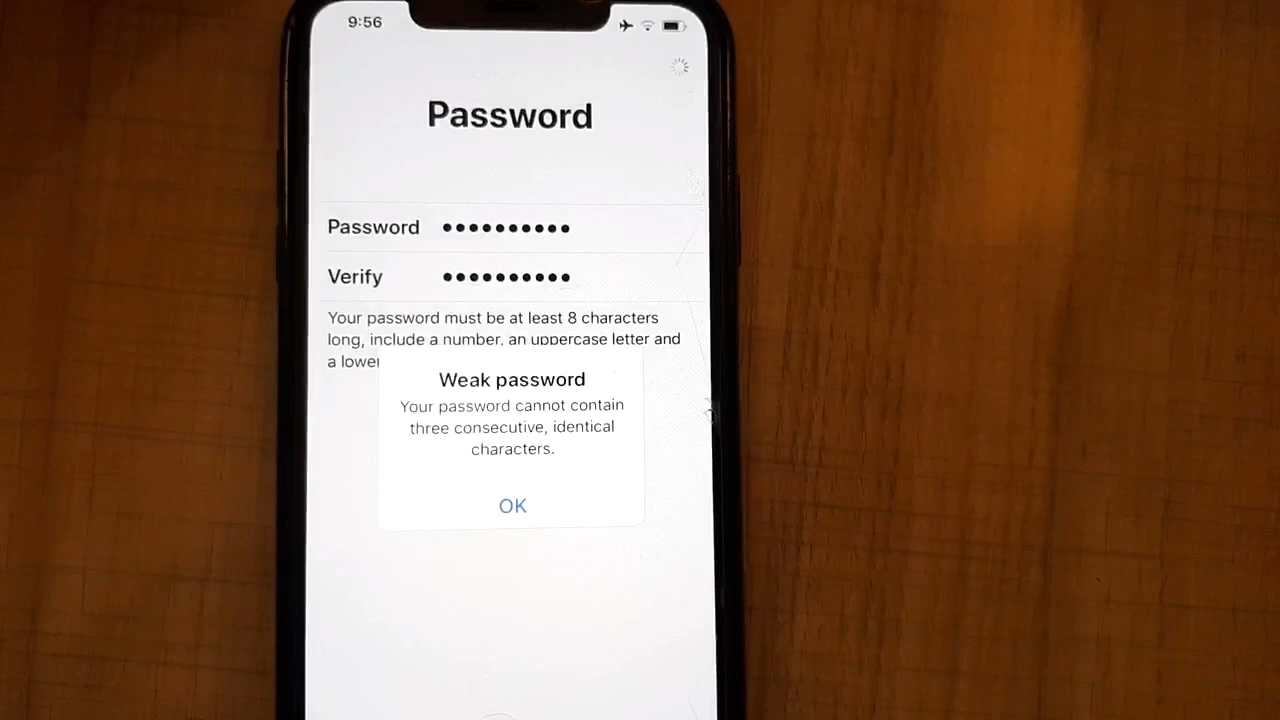 9:56
Password
Password ••••••••••
Verify ••••••••••
Your password must be at least 8 characters
long, include a number, an uppercase letter and
a lower
Weak password
Your password cannot contain
three consecutive, identical
characters.
OK